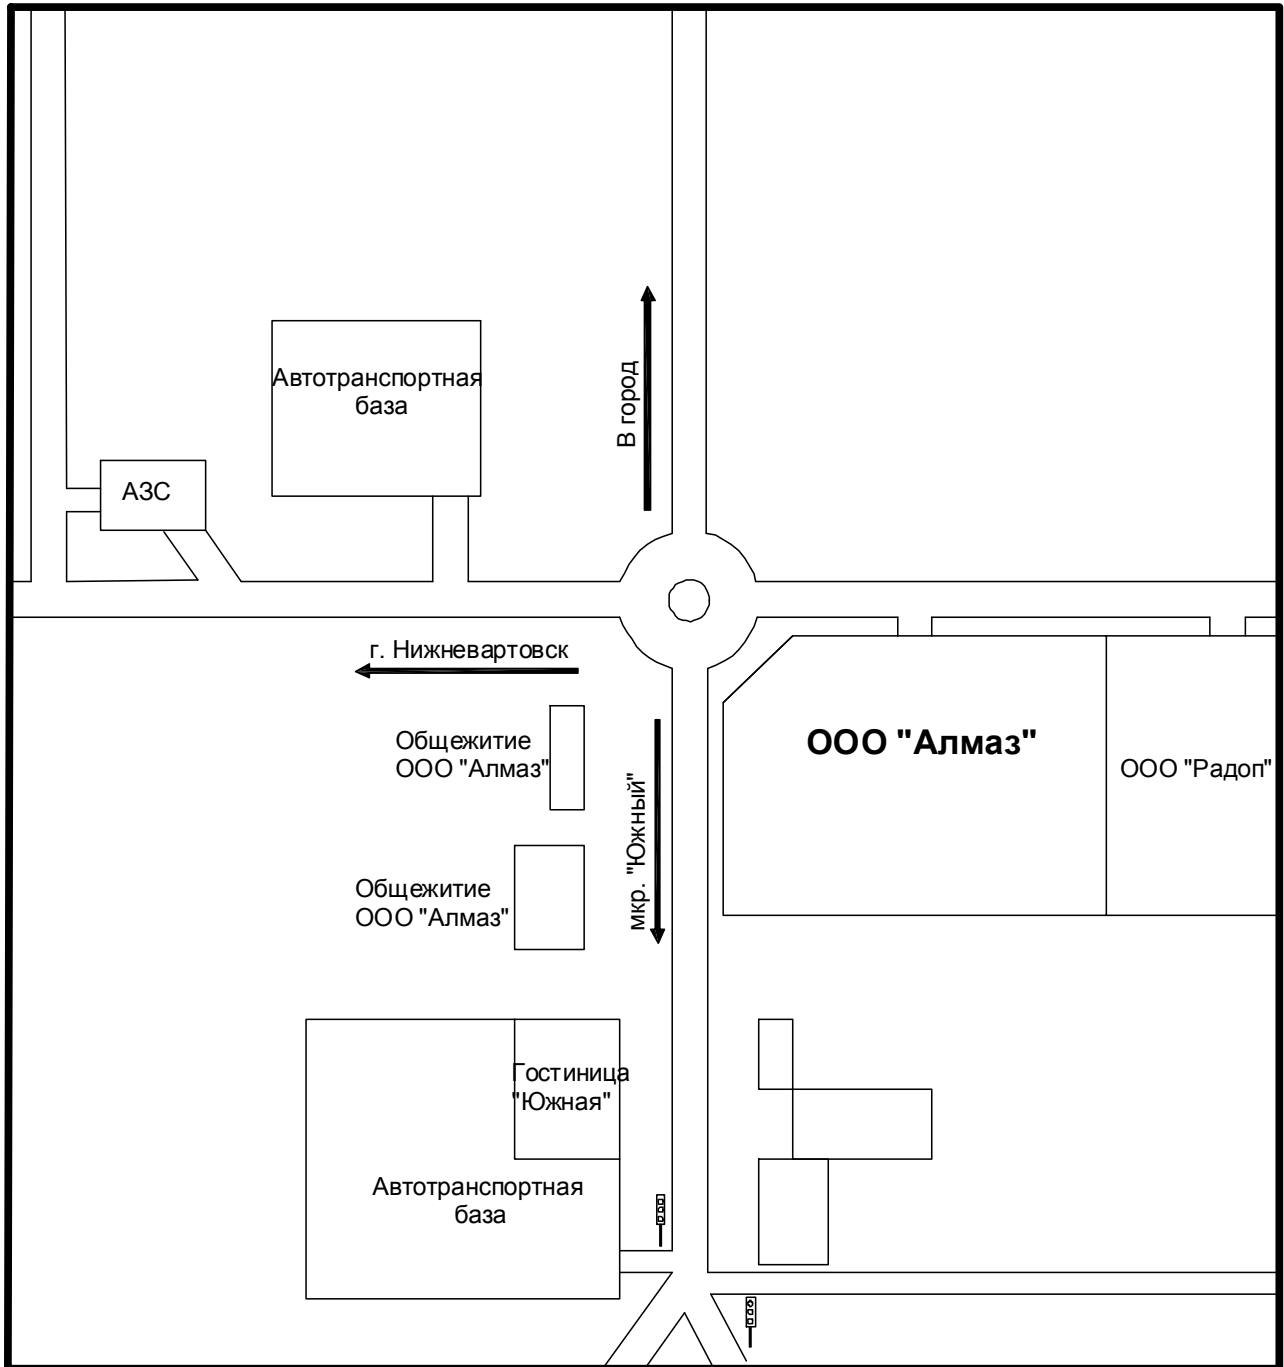 Автотранспортная
база
В город
АЗС
г. Нижневартовск
Общежитие
ООО "Алмаз"
мкр. "Южный"
ООО "Алмаз"
ООО "Радоп"
Общежитие
ООО "Алмаз"
Гостиница
"Южная"
Автотранспортная
база